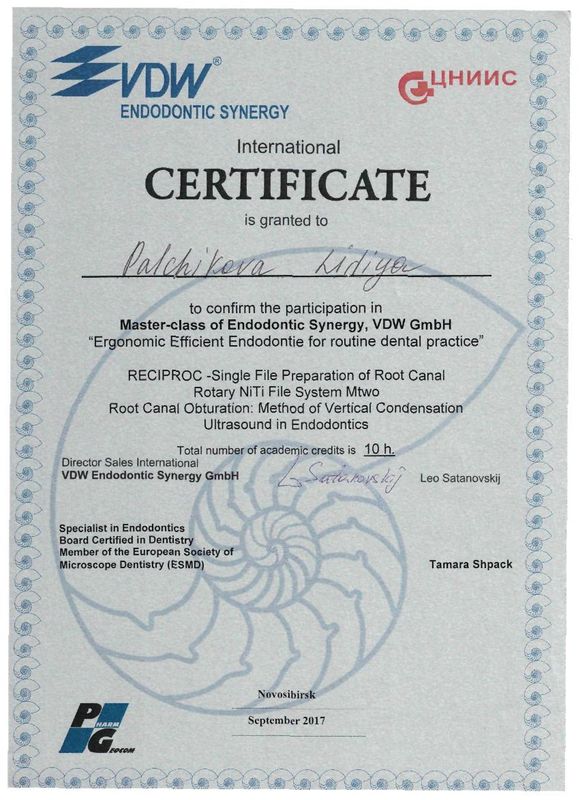 VDW®
ENDODONTIC SYNERGY
ЦНИИС
International
CERTIFICATE
is granted to
Palchikova Lidiya
to confirm the participation in
Master-class of Endodontic Synergy, VDW GmbH
“Ergonomic Efficient Endodontie for routine dental practice”
RECIPROC -Single File Preparation of Root Canal
Rotary NiTi File System Mtwo
Root Canal Obturation: Method of Vertical Condensation
Ultrasound in Endodontics
Total number of academic credits is 10 h.
Director Sales International
VDW Endodontic Synergy GmbH
L. Satanovskij
Leo Satanovskij
Specialist in Endodontics
Board Certified in Dentistry
Member of the European Society of
Microscope Dentistry (ESMD)
Tamara Shpack
Novosibirsk
September 2017
PHARM
GEOCOM